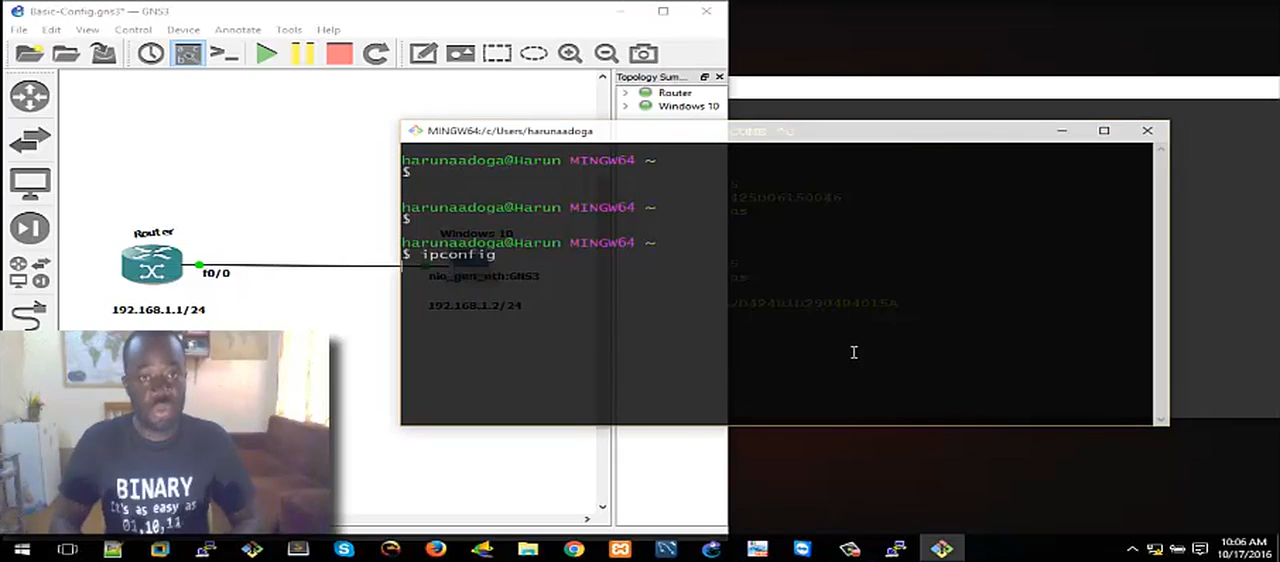 Basic-Config.gns3* — GNS3
File Edit View Control Device Annotate Tools Help
Topology Sum...
Router
Windows 10
MINGW64:/c/Users/harunaadoga
harunaadoga@Harun MINGW64 ~
$
harunaadoga@Harun MINGW64 ~
$
harunaadoga@Harun MINGW64 ~
$ ipconfig
Router
f0/0
192.168.1.1/24
Windows 10
nio_gen_eth:GNS3
192.168.1.2/24
BINARY
It's as easy as
01,10,11
10:06 AM
10/17/2016